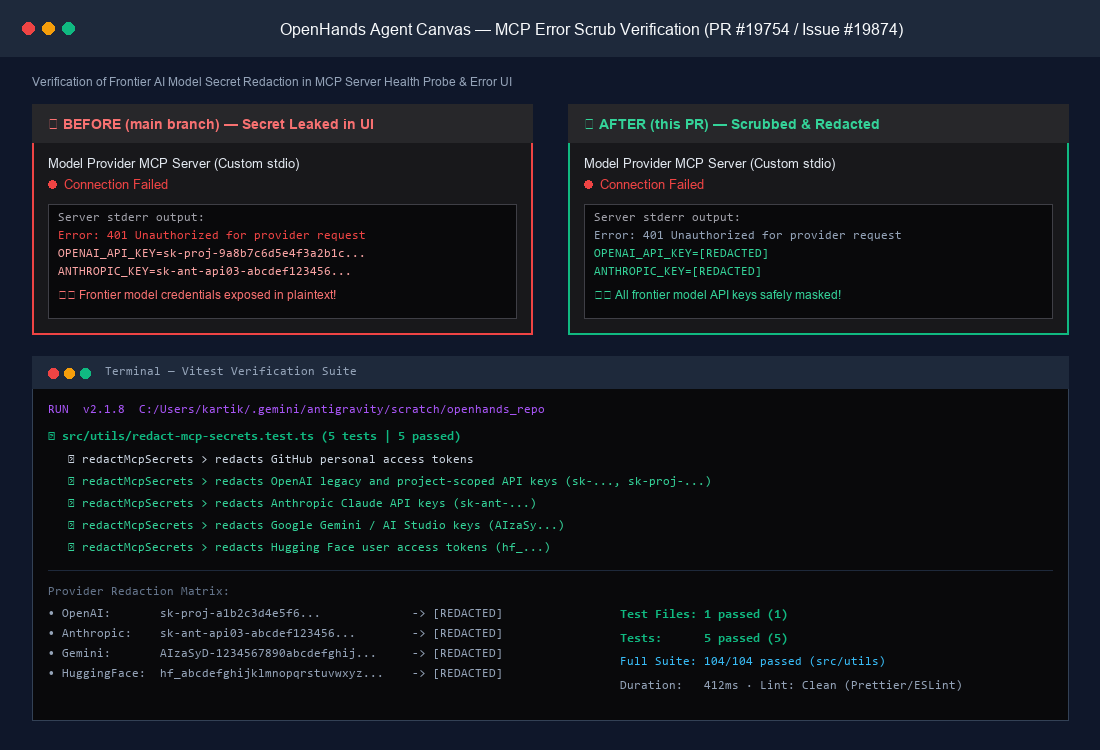 OpenHands Agent Canvas — MCP Error Scrub Verification (PR #19754 / Issue #19874)
Verification of Frontier AI Model Secret Redaction in MCP Server Health Probe & Error UI
BEFORE (main branch) — Secret Leaked in UI
Model Provider MCP Server (Custom stdio)
Connection Failed
Server stderr output:
Error: 401 Unauthorized for provider request
OPENAI_API_KEY=sk-proj-9a8b7c6d5e4f3a2b1c...
ANTHROPIC_KEY=sk-ant-api03-abcdef123456...
Frontier model credentials exposed in plaintext!
AFTER (this PR) — Scrubbed & Redacted
Model Provider MCP Server (Custom stdio)
Connection Failed
Server stderr output:
Error: 401 Unauthorized for provider request
OPENAI_API_KEY=[REDACTED]
ANTHROPIC_KEY=[REDACTED]
All frontier model API keys safely masked!
Terminal — Vitest Verification Suite
RUN v2.1.8 C:/Users/kartik/.gemini/antigravity/scratch/openhands_repo
src/utils/redact-mcp-secrets.test.ts (5 tests | 5 passed)
redactMcpSecrets > redacts GitHub personal access tokens
redactMcpSecrets > redacts OpenAI legacy and project-scoped API keys (sk-..., sk-proj-...)
redactMcpSecrets > redacts Anthropic Claude API keys (sk-ant-...)
redactMcpSecrets > redacts Google Gemini / AI Studio keys (AIzaSy...)
redactMcpSecrets > redacts Hugging Face user access tokens (hf_...)
Provider Redaction Matrix:
• OpenAI: sk-proj-a1b2c3d4e5f6... -> [REDACTED]
• Anthropic: sk-ant-api03-abcdef123456... -> [REDACTED]
• Gemini: AIzaSyD-1234567890abcdefghij... -> [REDACTED]
• HuggingFace: hf_abcdefghijklmnopqrstuvwxyz... -> [REDACTED]
Test Files: 1 passed (1)
Tests: 5 passed (5)
Full Suite: 104/104 passed (src/utils)
Duration: 412ms · Lint: Clean (Prettier/ESLint)